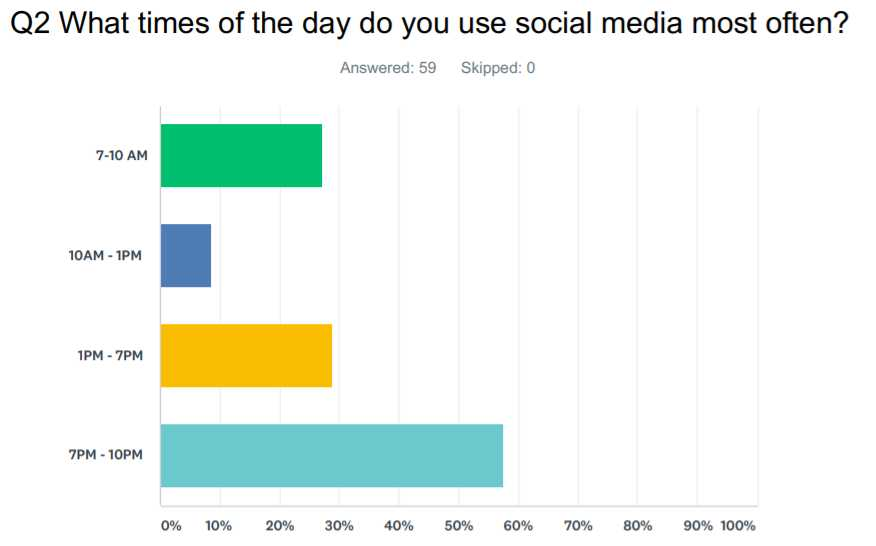 Q2 What times of the day do you use social media most often?
Answered: 59 Skipped: 0
7-10 AM
10AM - 1PM
1PM - 7PM
7PM - 10PM
0% 10% 20% 30% 40% 50% 60% 70% 80% 90% 100%